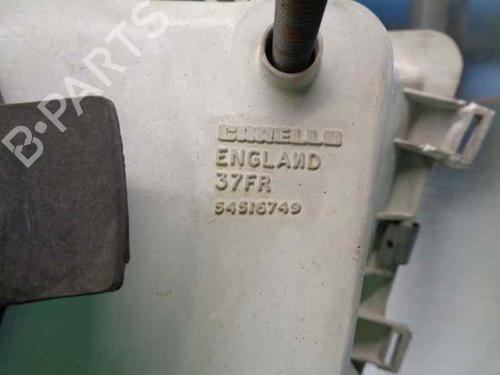 B-PARTS
CARELLO
ENGLAND
37FR
54516749